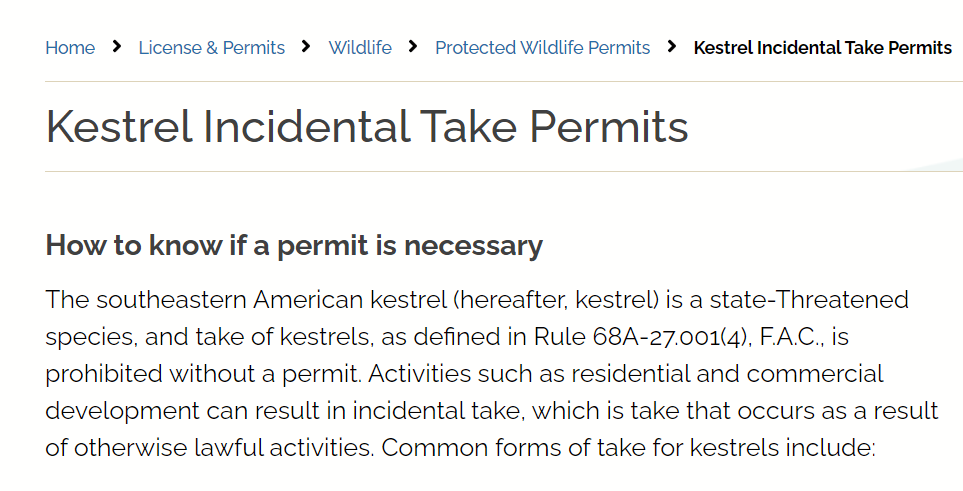 Home > License & Permits > Wildlife > Protected Wildlife Permits > Kestrel Incidental Take Permits
Kestrel Incidental Take Permits
How to know if a permit is necessary
The southeastern American kestrel (hereafter, kestrel) is a state-Threatened
species, and take of kestrels, as defined in Rule 68A-27.001(4), F.A.C., is
prohibited without a permit. Activities such as residential and commercial
development can result in incidental take, which is take that occurs as a result
of otherwise lawful activities. Common forms of take for kestrels include: